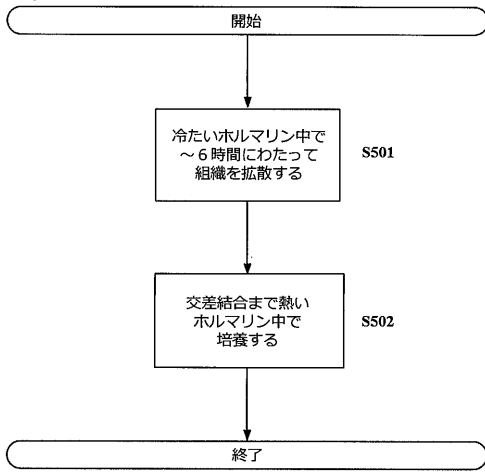 開始
冷たいホルマリン中で
～６時間にわたって
組織を拡散する
S501
交差結合まで熱い
ホルマリン中で
培養する
S502
終了